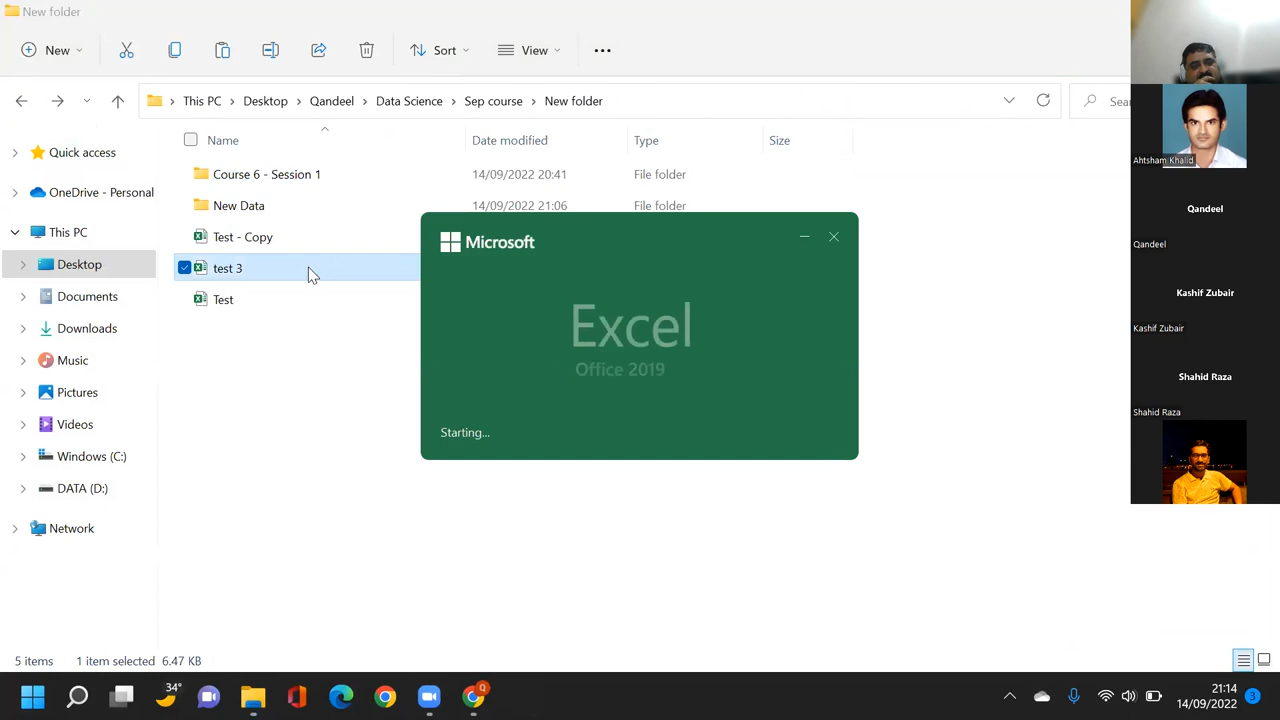 New folder
New
Sort
View
This PC
Desktop
Qandeel
Data Science
Sep course
New folder
Name
Date modified
Type
Size
Quick access
OneDrive - Personal
This PC
Desktop
Documents
Downloads
Music
Pictures
Videos
Windows (C:)
DATA (D:)
Network
Course 6 - Session 1
14/09/2022 20:41
File folder
New Data
14/09/2022 21:06
File folder
Test - Copy
test 3
Test
Microsoft
Excel
Office 2019
Starting...
Ahtsham Khalid
Qandeel
Qandeel
Kashif Zubair
Kashif Zubair
Shahid Raza
Shahid Raza
5 items
1 item selected 6.47 KB
34°
Q
21:14
14/09/2022
3